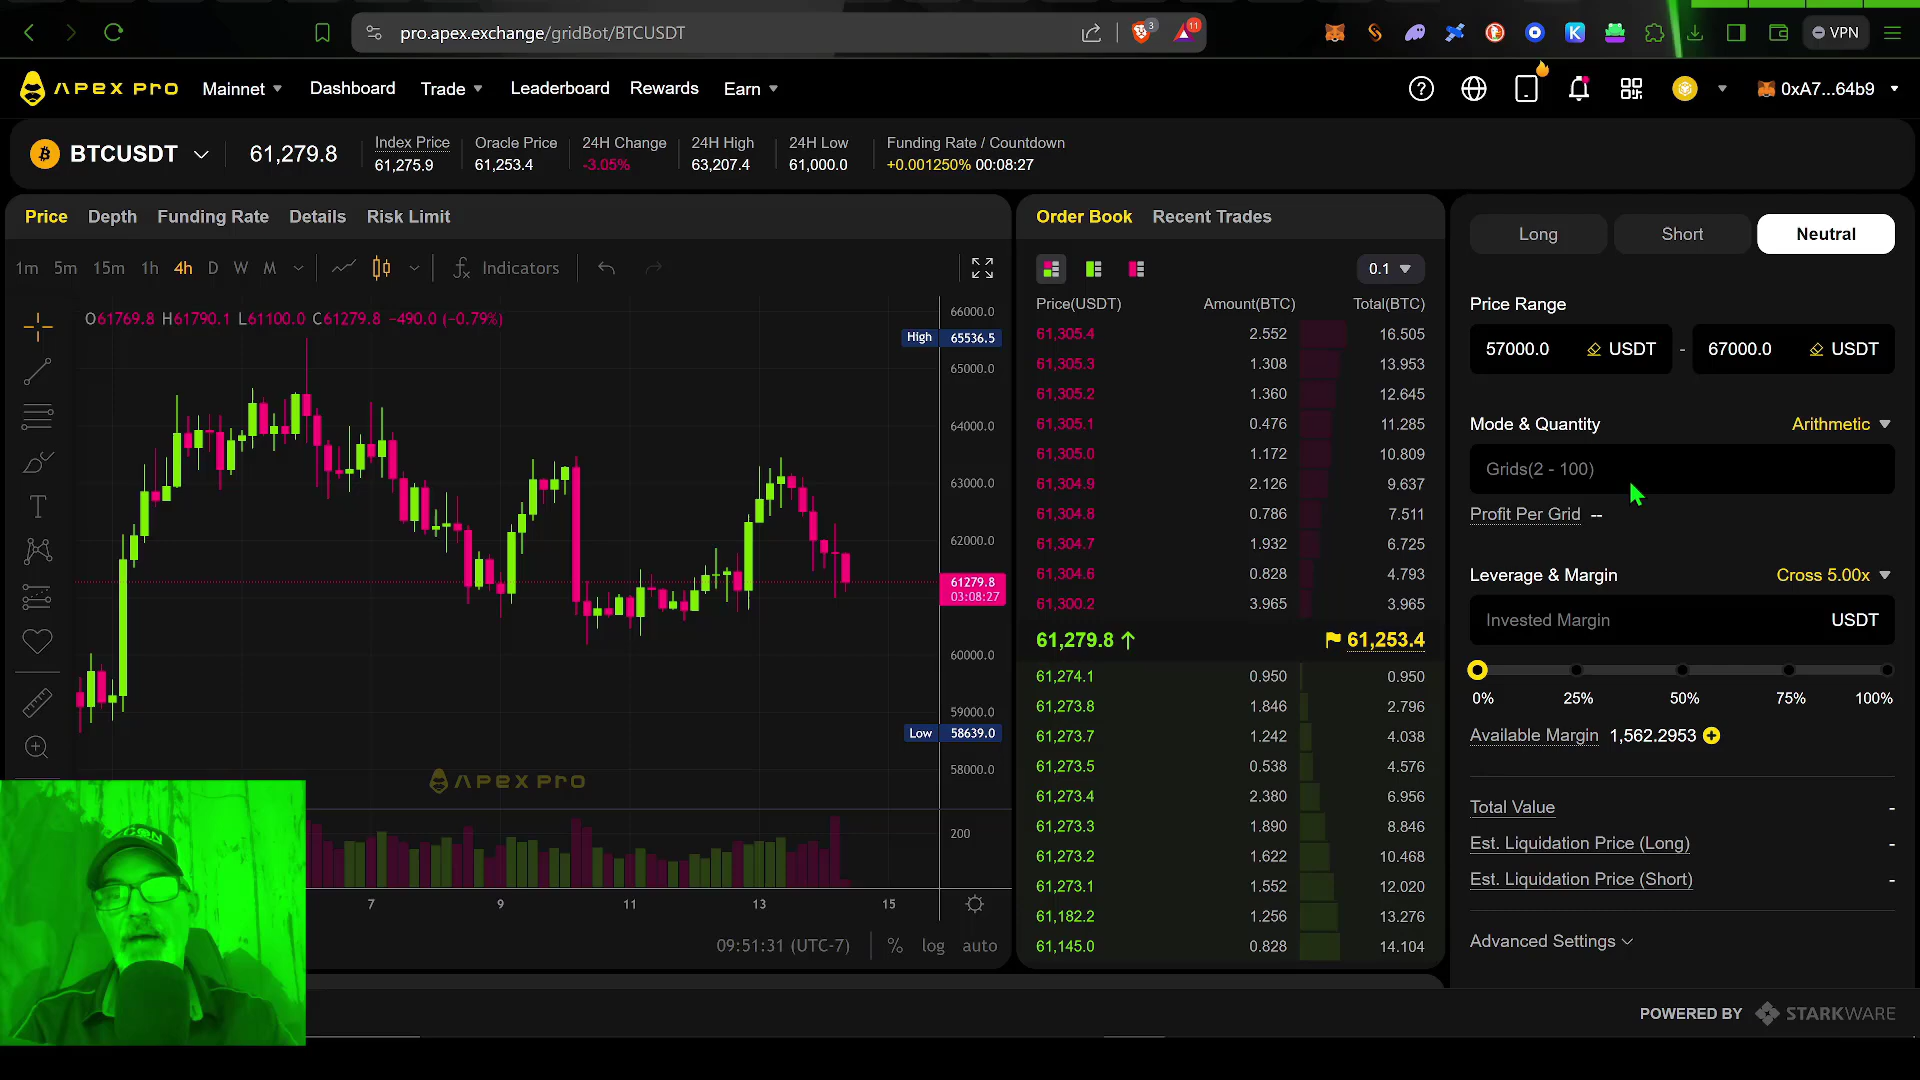 pro.apex.exchange/gridBot/BTCUSDT
3
11
VPN
APEX PRO
Mainnet
Dashboard
Trade
Leaderboard
Rewards
Earn
0xA7...64b9
BTCUSDT
61,279.8
Index Price
61,275.9
Oracle Price
61,253.4
24H Change
-3.05%
24H High
63,207.4
24H Low
61,000.0
Funding Rate / Countdown
+0.001250% 00:08:27
Price
Depth
Funding Rate
Details
Risk Limit
1m 5m 15m 1h 4h D W M
Indicators
O61769.8 H61790.1 L61100.0 C61279.8 −490.0 (−0.79%)
66000.0
High 65536.5
65000.0
64000.0
63000.0
62000.0
61279.8
03:08:27
60000.0
59000.0
Low 58639.0
58000.0
APEX PRO
200
7 9 11 13 15
09:51:31 (UTC-7) % log auto
Order Book
Recent Trades
0.1
Price(USDT) Amount(BTC) Total(BTC)
61,305.4 2.552 16.505
61,305.3 1.308 13.953
61,305.2 1.360 12.645
61,305.1 0.476 11.285
61,305.0 1.172 10.809
61,304.9 2.126 9.637
61,304.8 0.786 7.511
61,304.7 1.932 6.725
61,304.6 0.828 4.793
61,300.2 3.965 3.965
61,279.8 61,253.4
61,274.1 0.950 0.950
61,273.8 1.846 2.796
61,273.7 1.242 4.038
61,273.5 0.538 4.576
61,273.4 2.380 6.956
61,273.3 1.890 8.846
61,273.2 1.622 10.468
61,273.1 1.552 12.020
61,182.2 1.256 13.276
61,145.0 0.828 14.104
Long
Short
Neutral
Price Range
57000.0 USDT - 67000.0 USDT
Mode & Quantity Arithmetic
Grids(2 - 100)
Profit Per Grid --
Leverage & Margin Cross 5.00x
Invested Margin USDT
0% 25% 50% 75% 100%
Available Margin 1,562.2953
Total Value -
Est. Liquidation Price (Long) -
Est. Liquidation Price (Short) -
Advanced Settings
POWERED BY STARKWARE